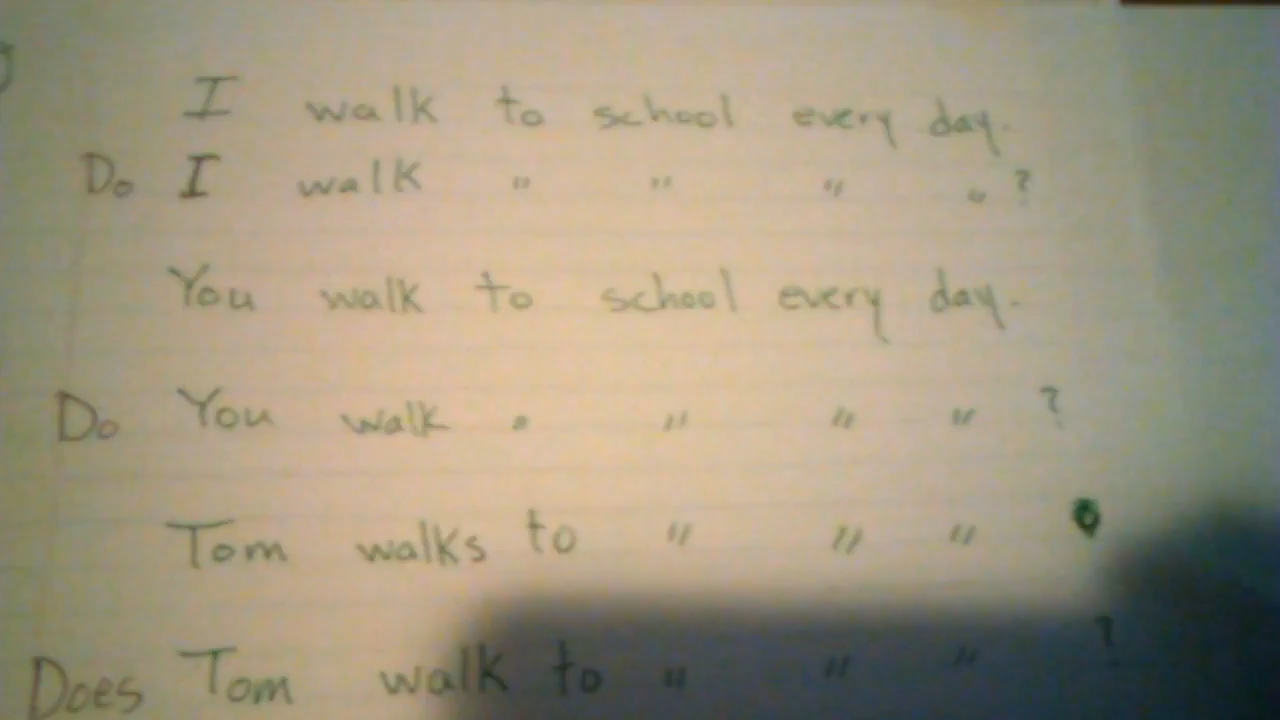 I walk to school every day.
Do I walk " " " " ?
You walk to school every day.
Do You walk " " " " ?
Tom walks to " " " .
Does Tom walk to " " " ?